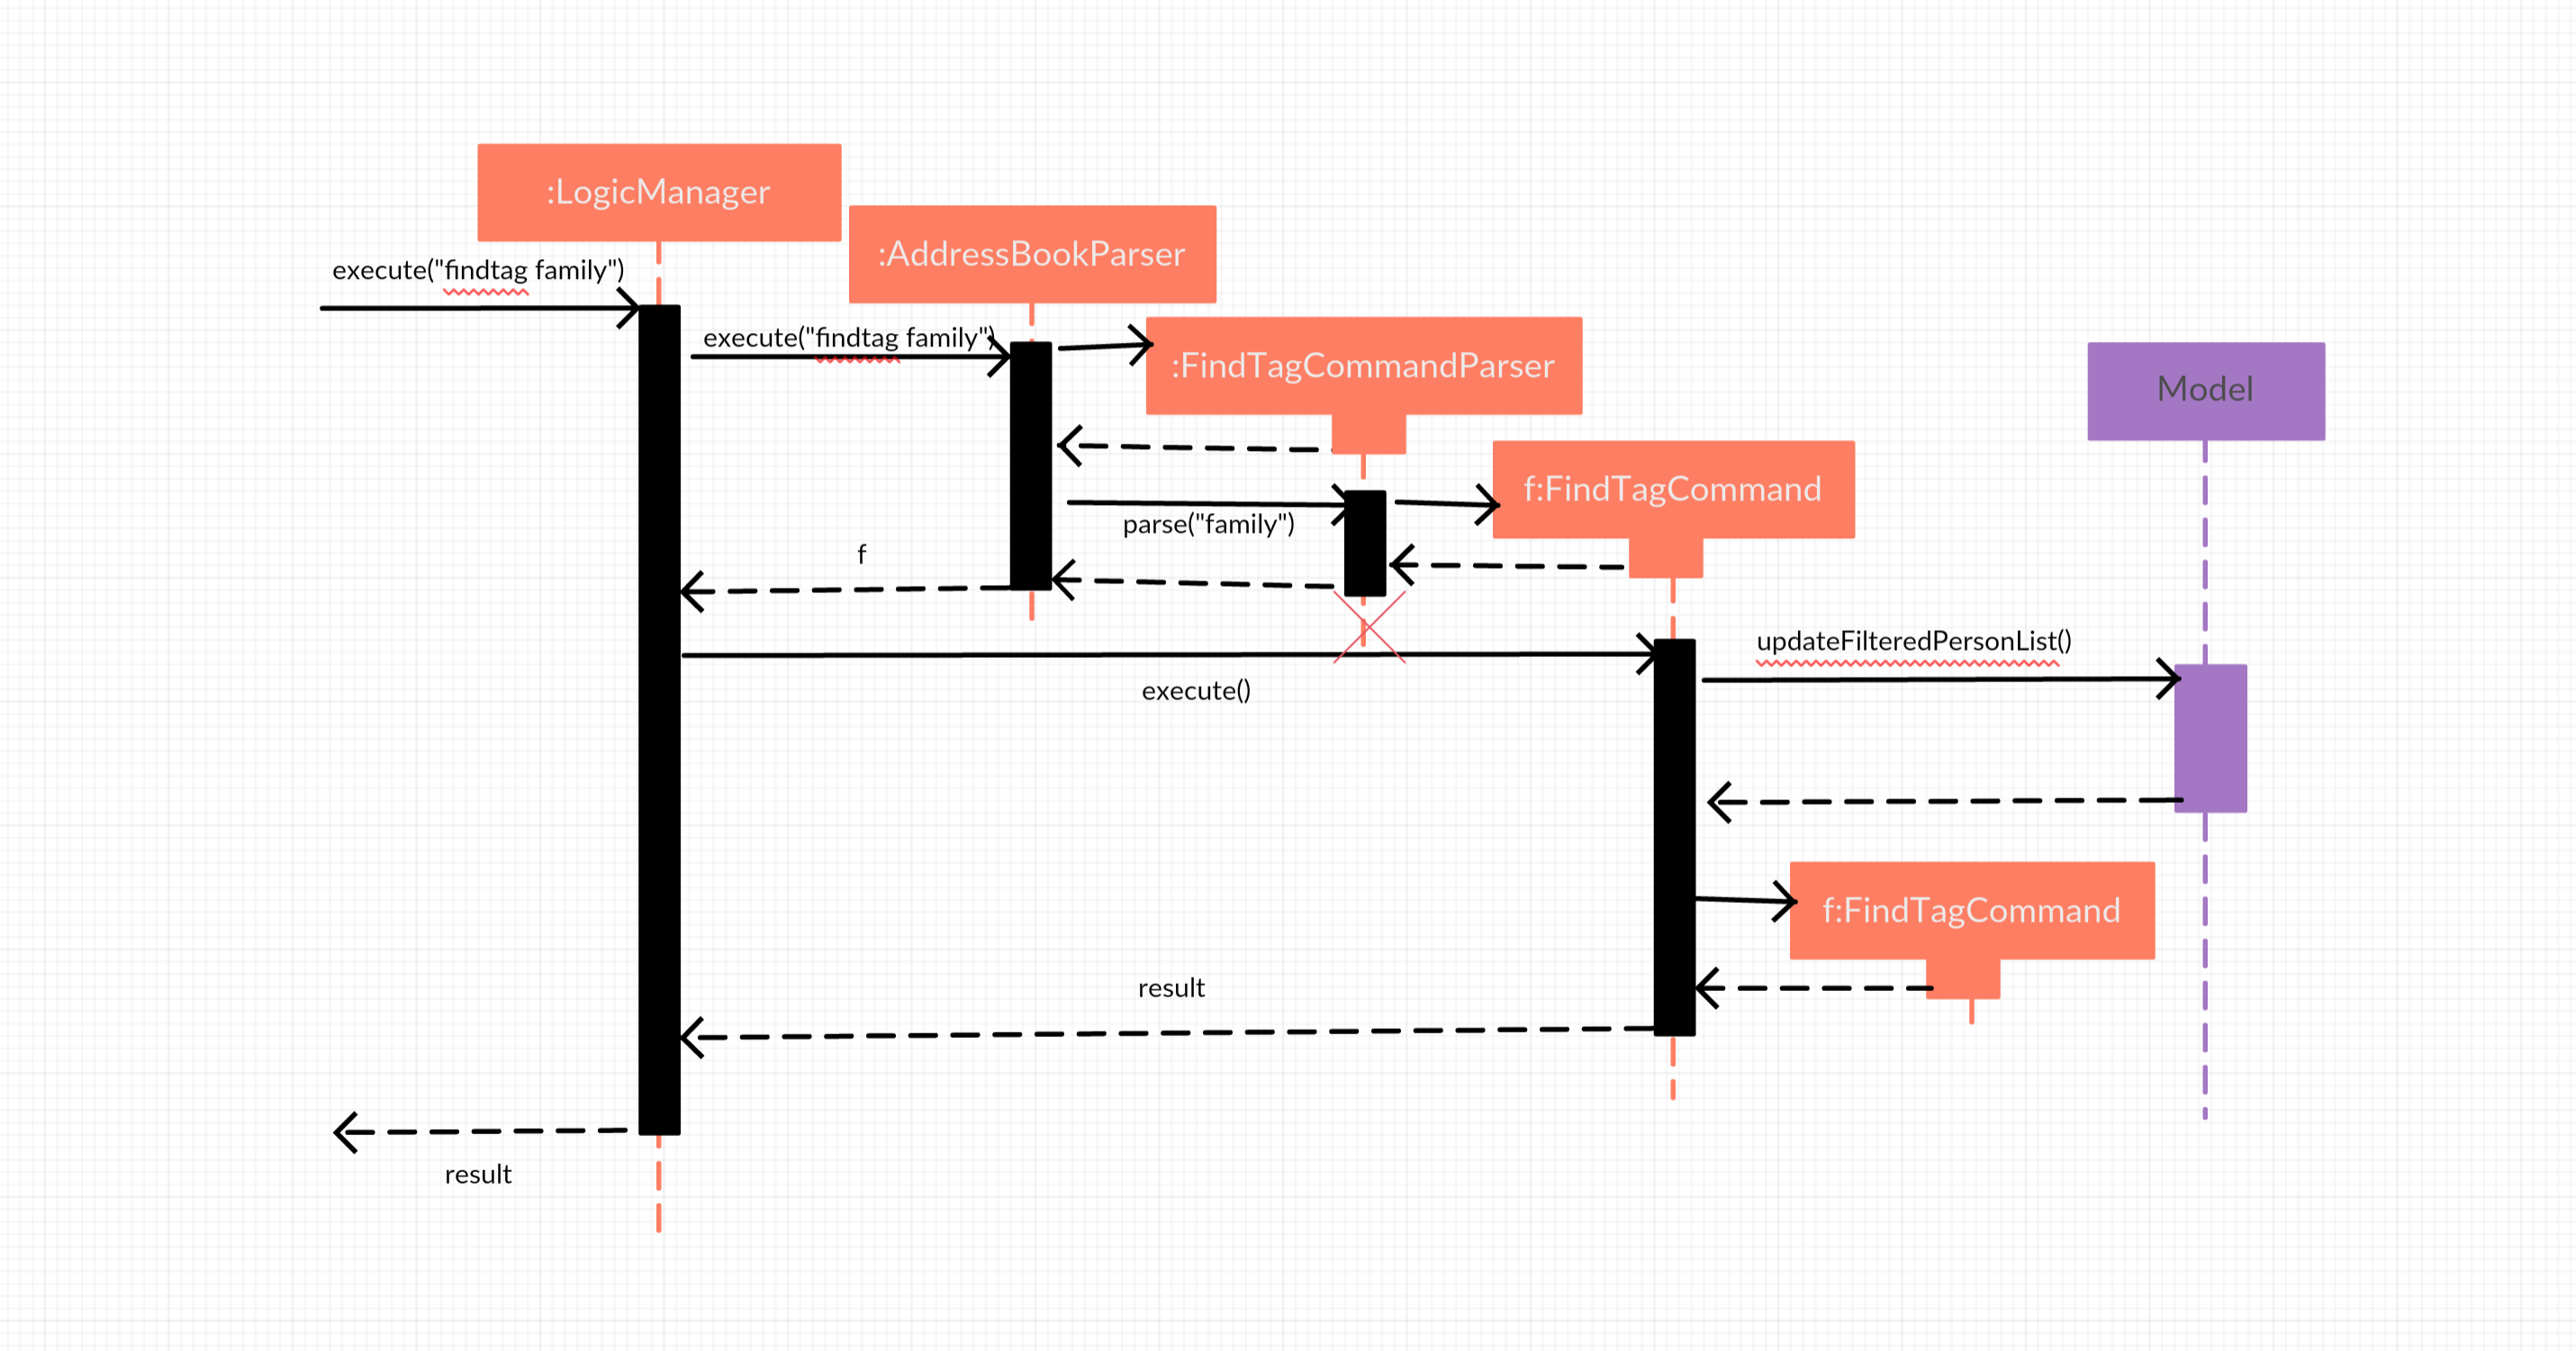 :LogicManager
:AddressBookParser
execute("findtag family")
execute("findtag family")
:FindTagCommandParser
Model
f:FindTagCommand
parse("family")
f
updateFilteredPersonList()
execute()
f:FindTagCommand
result
result